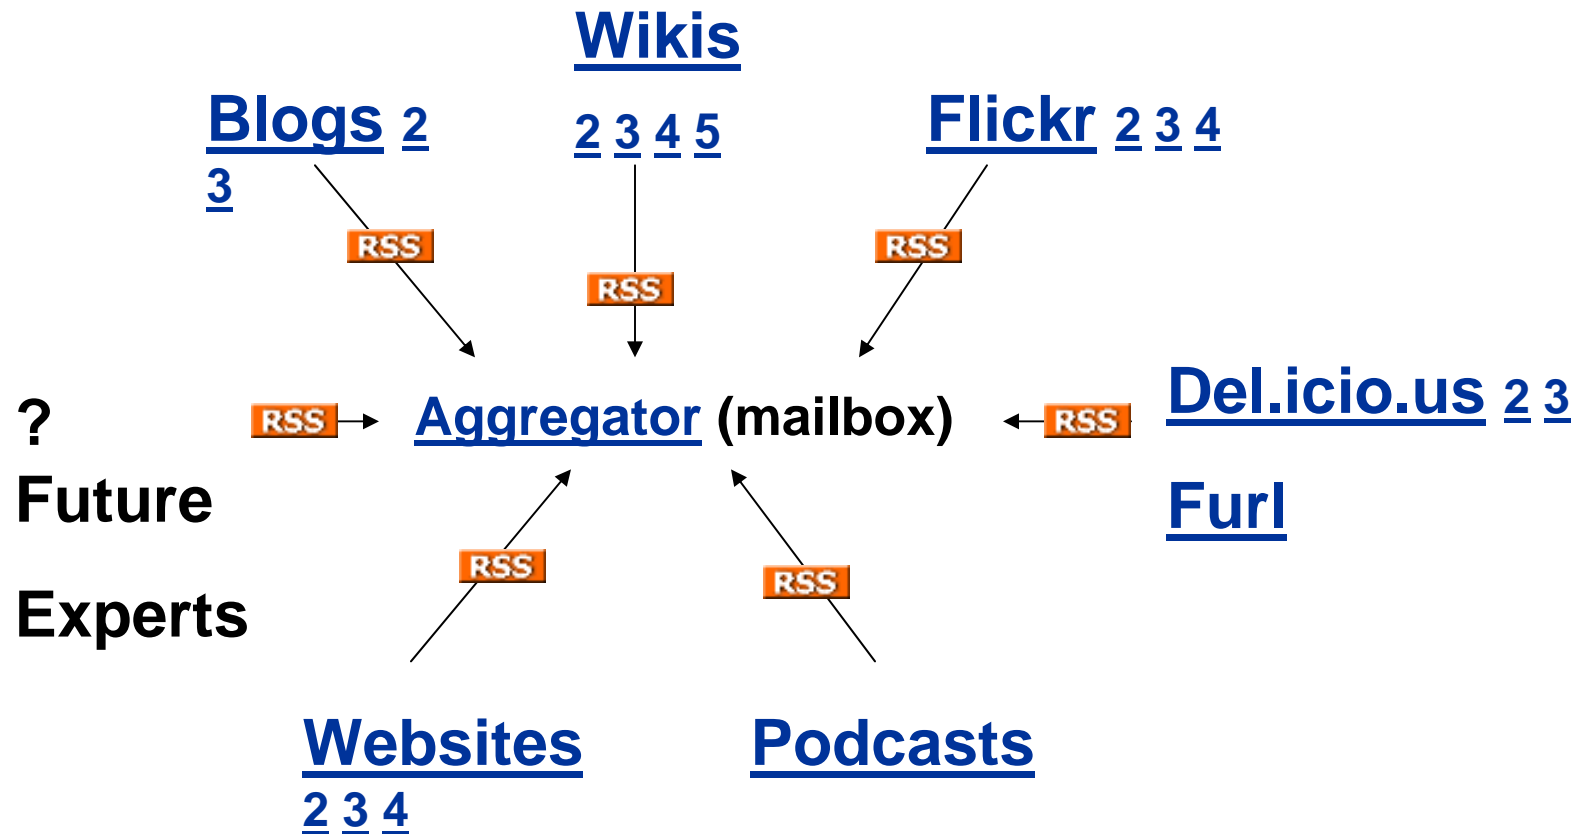 Wikis
2 3 4 5
Blogs 2
3
Flickr 2 3 4
RSS
RSS
RSS
?
Future
Experts
RSS
Aggregator (mailbox)
RSS
Del.icio.us 2 3
Furl
RSS
RSS
Websites
2 3 4
Podcasts